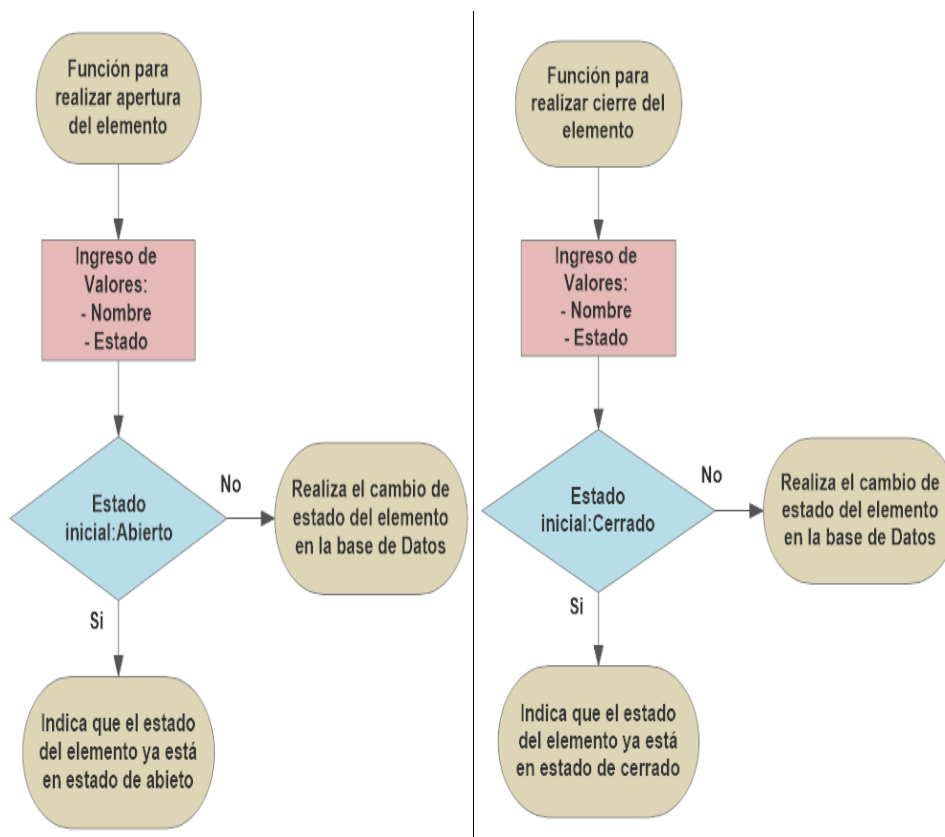 Función para
realizar apertura
del elemento
Ingreso de
Valores:
- Nombre
- Estado
Estado
inicial:Abierto
No
Realiza el cambio de
estado del elemento
en la base de Datos
Si
Indica que el estado
del elemento ya está
en estado de abieto
Función para
realizar cierre del
elemento
Ingreso de
Valores:
- Nombre
- Estado
Estado
inicial:Cerrado
No
Realiza el cambio de
estado del elemento
en la base de Datos
Si
Indica que el estado
del elemento ya está
en estado de cerrado